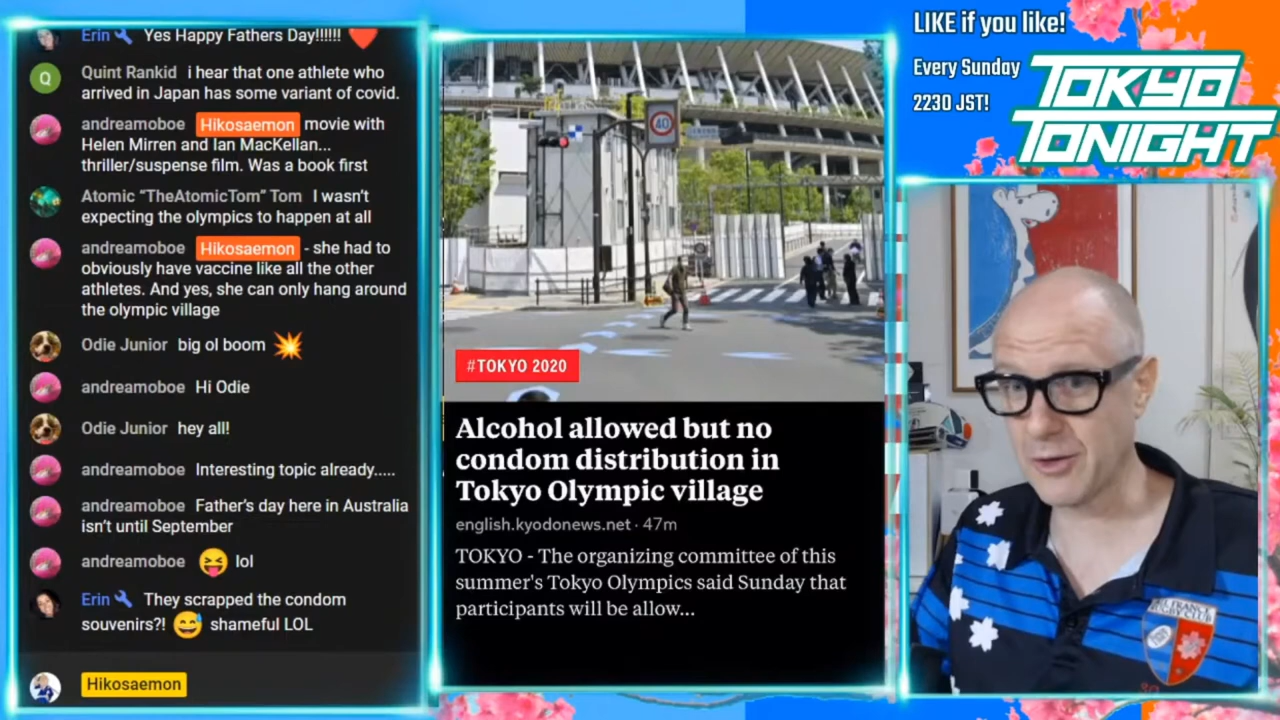 Erin Yes Happy Fathers Day!!!!!!
Quint Rankid i hear that one athlete who
arrived in Japan has some variant of covid.
andreamoboe Hikosaemon movie with
Helen Mirren and Ian MacKellan...
thriller/suspense film. Was a book first
Atomic “TheAtomicTom” Tom I wasn't
expecting the olympics to happen at all
andreamoboe Hikosaemon - she had to
obviously have vaccine like all the other
athletes. And yes, she can only hang around
the olympic village
Odie Junior big ol boom
andreamoboe Hi Odie
Odie Junior hey all!
andreamoboe Interesting topic already.....
andreamoboe Father's day here in Australia
isn't until September
andreamoboe lol
Erin They scrapped the condom
souvenirs?! shameful LOL
Hikosaemon
Q
40
#TOKYO 2020
Alcohol allowed but no
condom distribution in
Tokyo Olympic village
english.kyodonews.net · 47m
TOKYO - The organizing committee of this
summer's Tokyo Olympics said Sunday that
participants will be allow...
LIKE if you like!
Every Sunday
2230 JST!
TOKYO
TONIGHT